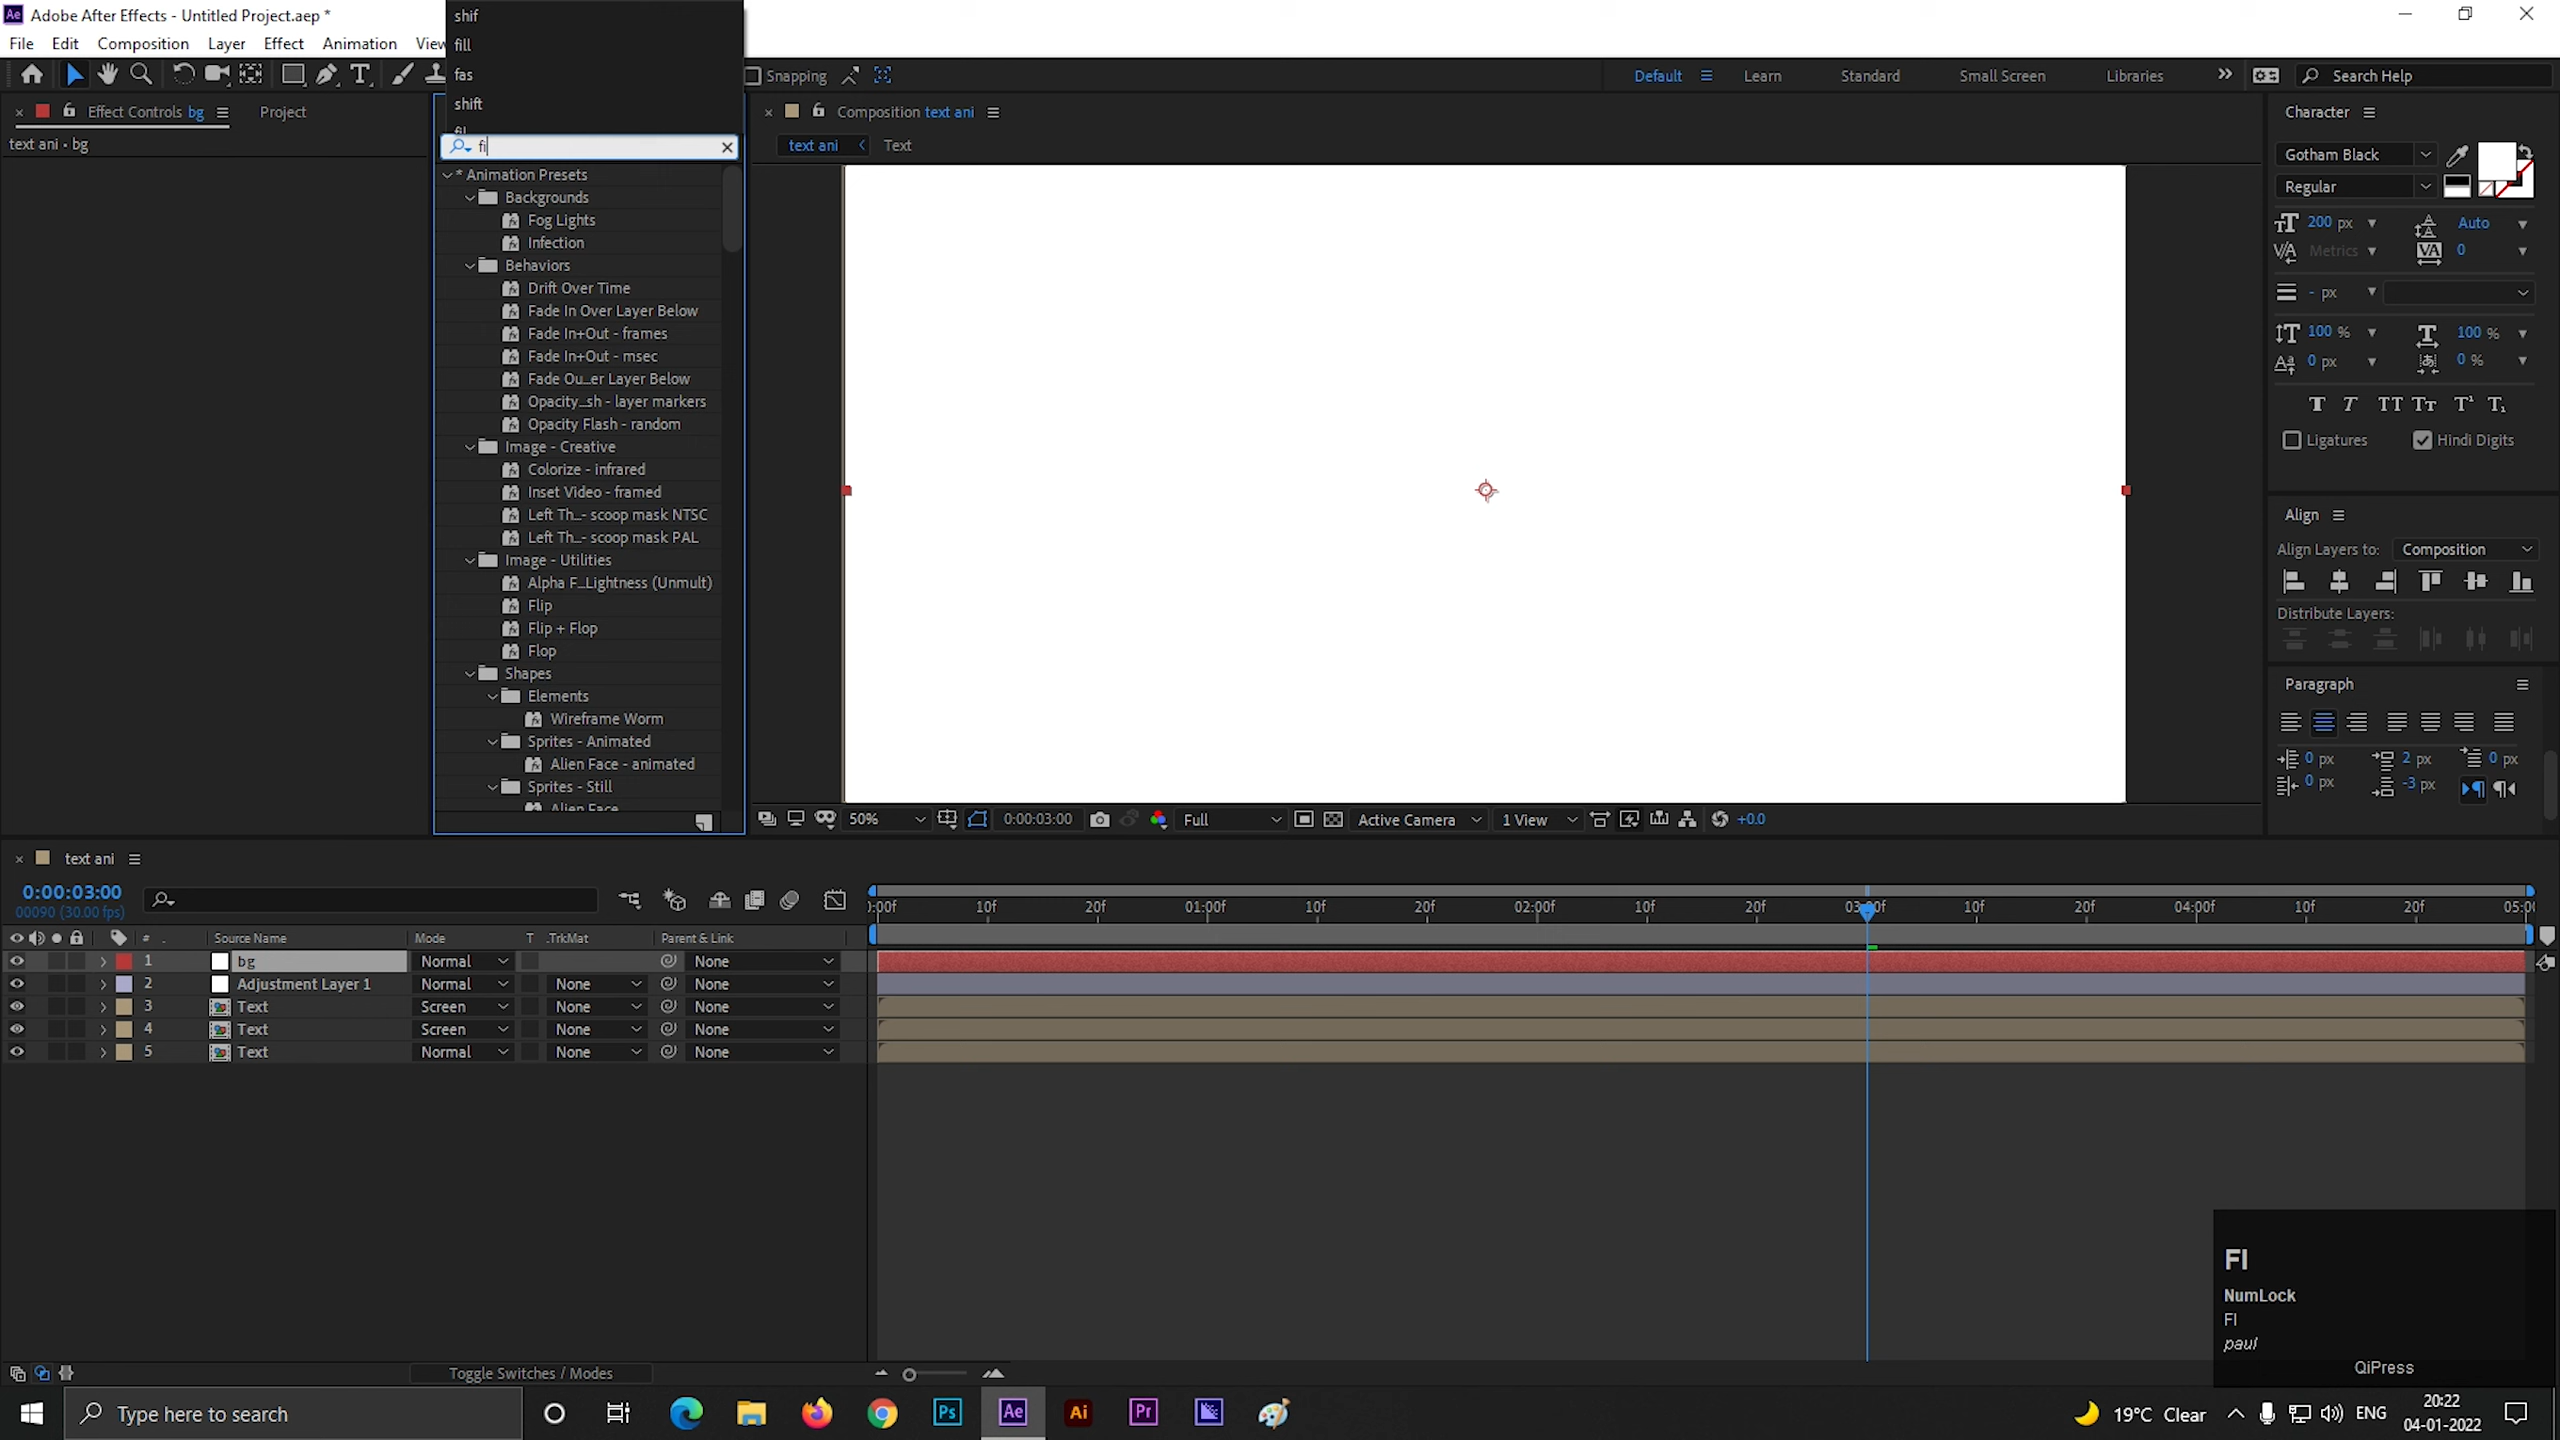 Adobe After Effects - Untitled Project.aep *
File Edit Composition Layer Effect Animation View
shif
fill
fas
shift
fil
fi
Snapping
Default Learn Standard Small Screen Libraries Search Help
Effect Controls bg Project
text ani • bg
Composition text ani
text ani Text
* Animation Presets
Backgrounds
Fog Lights
Infection
Behaviors
Drift Over Time
Fade In Over Layer Below
Fade In+Out - frames
Fade In+Out - msec
Fade Ou...er Layer Below
Opacity...sh - layer markers
Opacity Flash - random
Image - Creative
Colorize - infrared
Inset Video - framed
Left Th...- scoop mask NTSC
Left Th...- scoop mask PAL
Image - Utilities
Alpha F...Lightness (Unmult)
Flip
Flip + Flop
Flop
Shapes
Elements
Wireframe Worm
Sprites - Animated
Alien Face - animated
Sprites - Still
Alien Face
50% 0:00:03:00 Full Active Camera 1 View +0.0
Character
Gotham Black
Regular
200 px Auto
Metrics 0
- px
100 % 100 %
0 px 0 %
Ligatures Hindi Digits
Align
Align Layers to: Composition
Distribute Layers:
Paragraph
0 px 2 px 0 px
0 px -3 px
text ani
0:00:03:00
00090 (30.00 fps)
:00f 10f 20f 01:00f 10f 20f 02:00f 10f 20f 03:00f 10f 20f 04:00f 10f 20f 05:00
# Source Name Mode T .TrkMat Parent & Link
1 bg Normal None
2 Adjustment Layer 1 Normal None None
3 Text Screen None None
4 Text Screen None None
5 Text Normal None None
FI
NumLock
FI
paul
QiPress
Toggle Switches / Modes
Type here to search
Ps Ae Ai Pr
19°C Clear ENG
20:22
04-01-2022